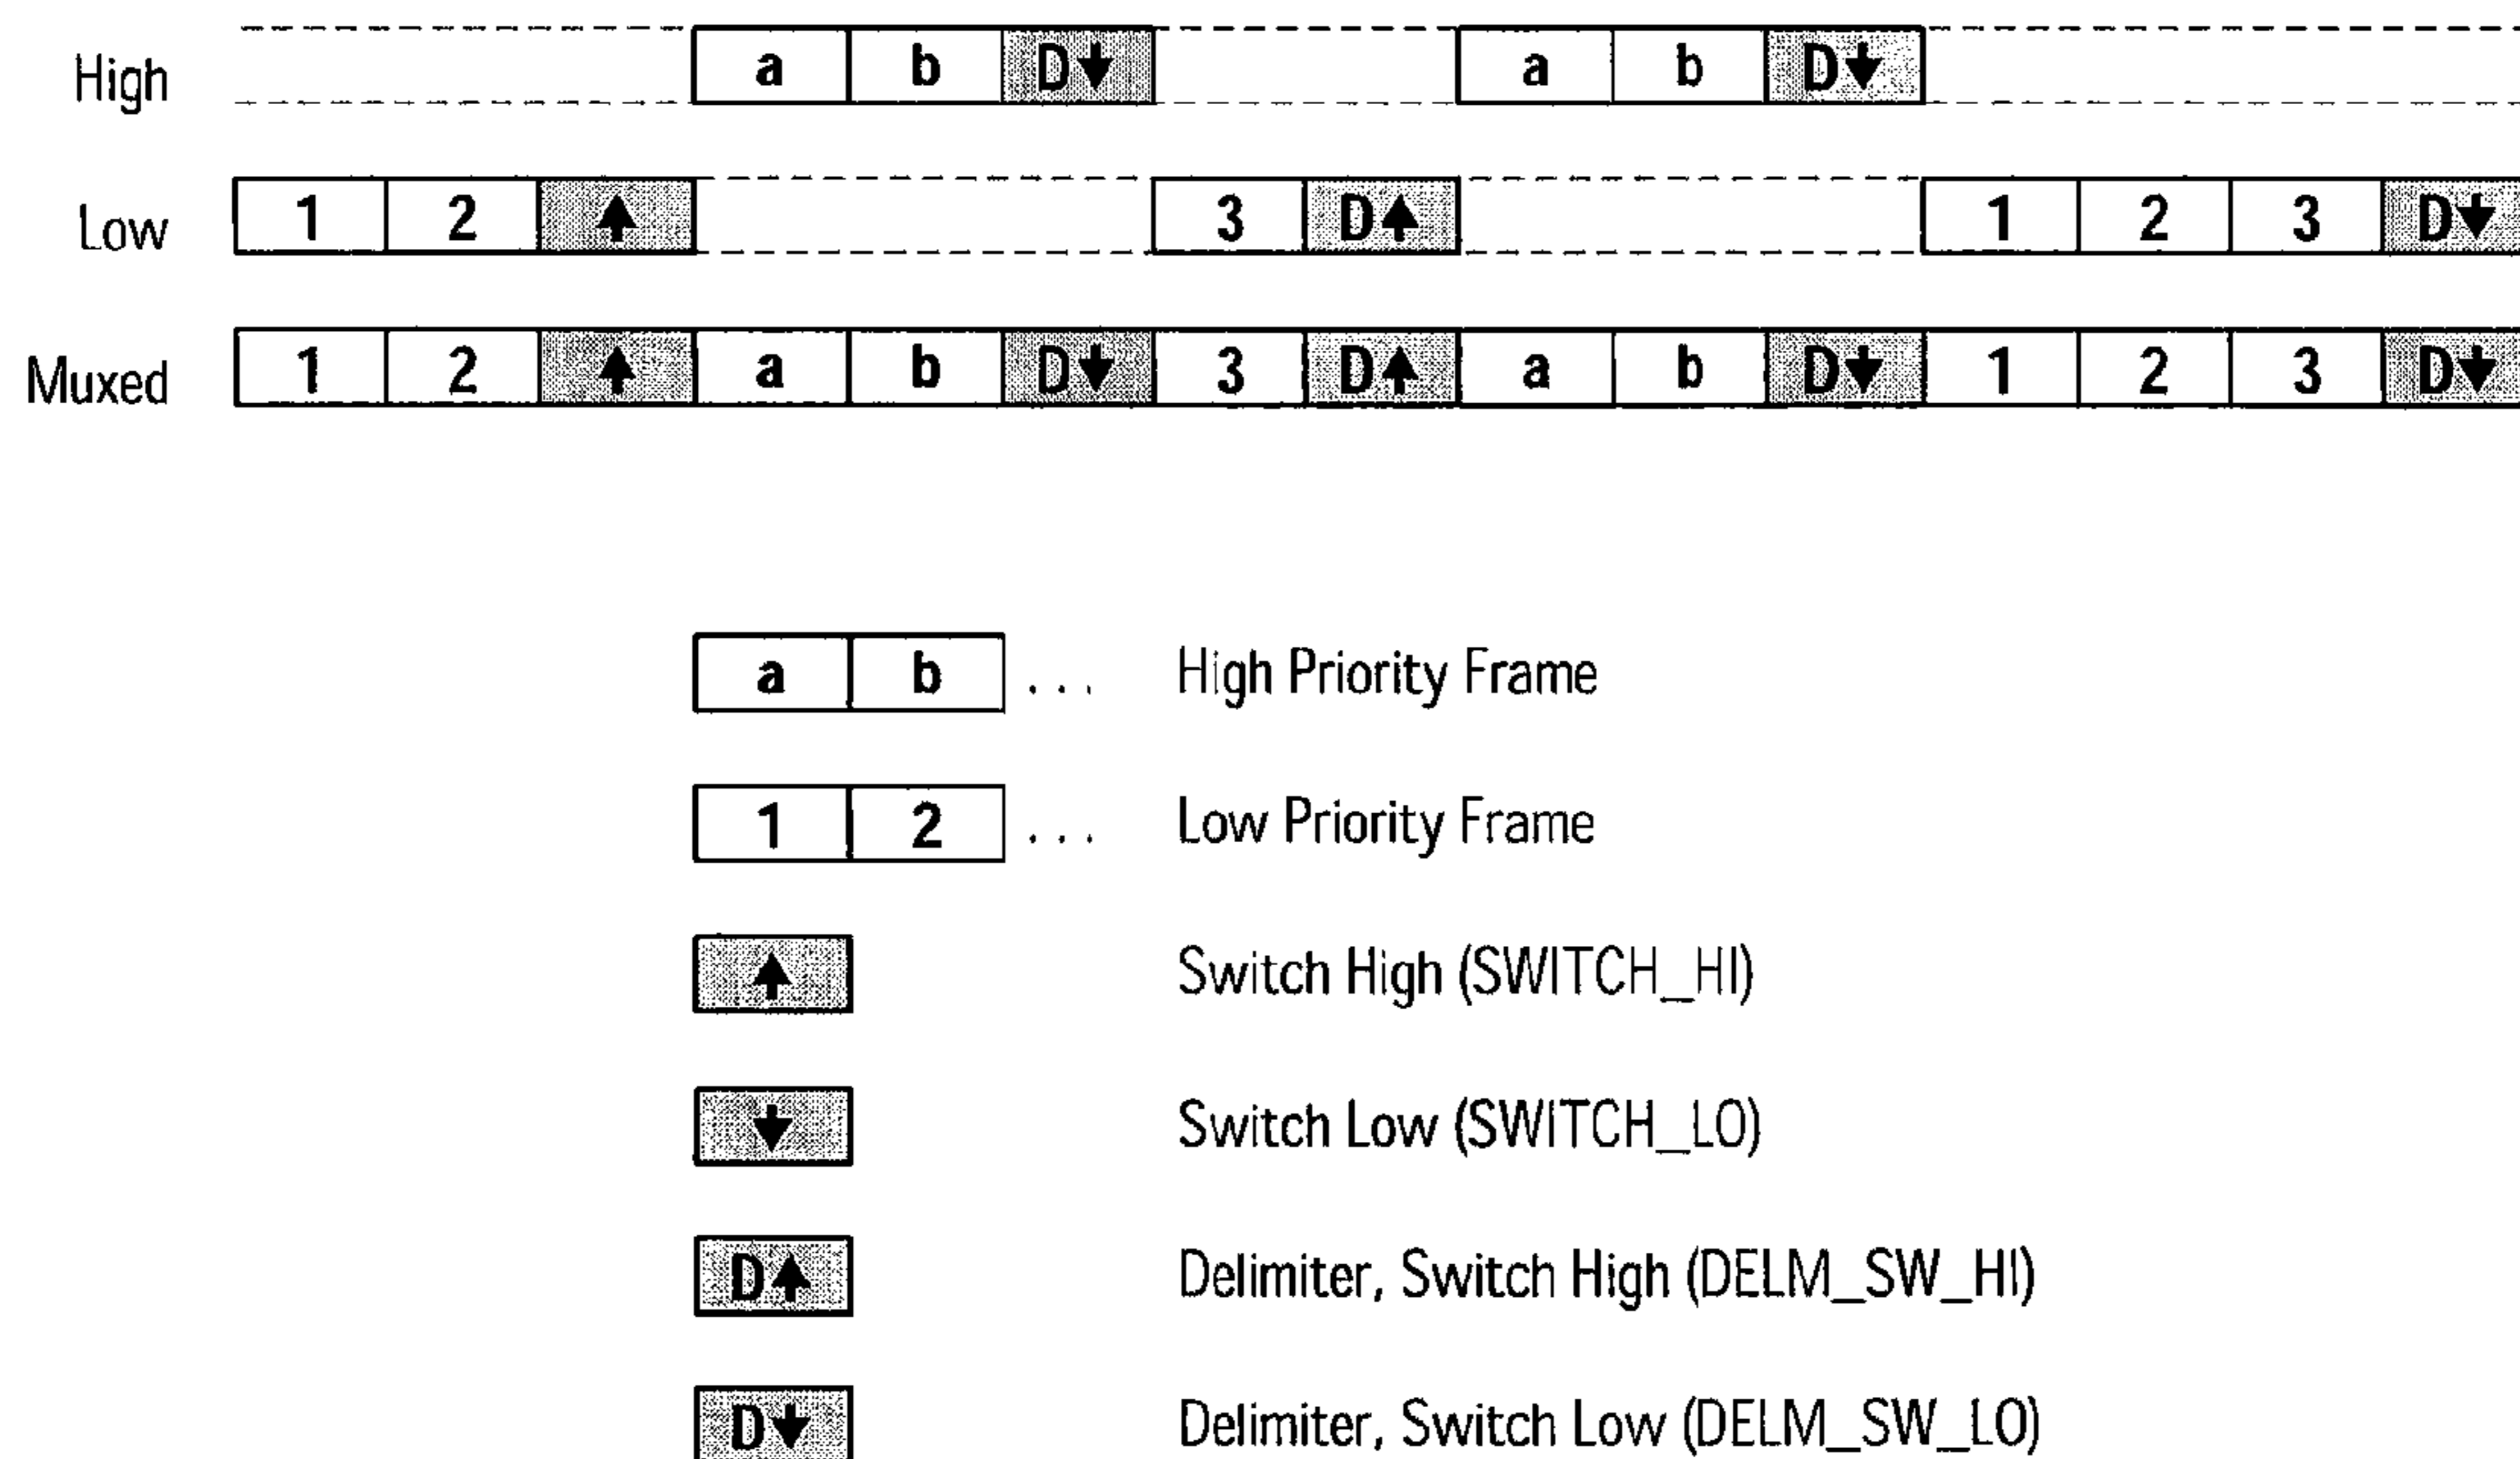 High a b D↓ a b D↓
Low 1 2 ↑ 3 D↑ 1 2 3 D↓
Muxed 1 2 ↑ a b D↓ 3 D↑ a b D↓ 1 2 3 D↓
a b ... High Priority Frame
1 2 ... Low Priority Frame
↑ Switch High (SWITCH_HI)
↓ Switch Low (SWITCH_LO)
D↑ Delimiter, Switch High (DELM_SW_HI)
D↓ Delimiter, Switch Low (DELM_SW_LO)